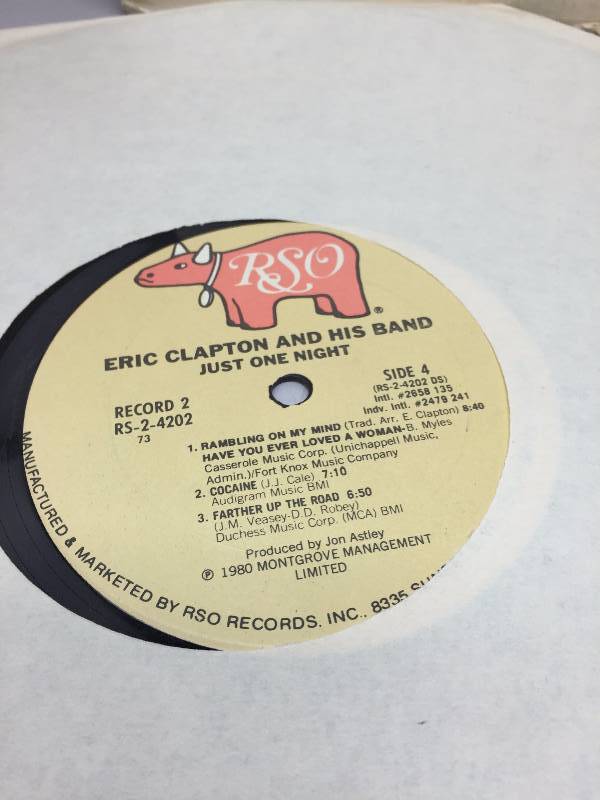 RSO
®
ERIC CLAPTON AND HIS BAND
JUST ONE NIGHT
RECORD 2
RS-2-4202
73
SIDE 4
(RS-2-4202 DS)
Intl. #2658 135
Indv. Intl. #2479 241
1. RAMBLING ON MY MIND (Trad. Arr. E. Clapton) 8:40
HAVE YOU EVER LOVED A WOMAN-B. Myles
Casserole Music Corp. (Unichappell Music,
Admin.)/Fort Knox Music Company
2. COCAINE (J.J. Cale) 7:10
Audigram Music BMI
3. FARTHER UP THE ROAD 6:50
(J.M. Veasey-D.D. Robey)
Duchess Music Corp. (MCA) BMI
Produced by Jon Astley
℗ 1980 MONTGROVE MANAGEMENT
LIMITED
MANUFACTURED & MARKETED BY RSO RECORDS, INC., 8335